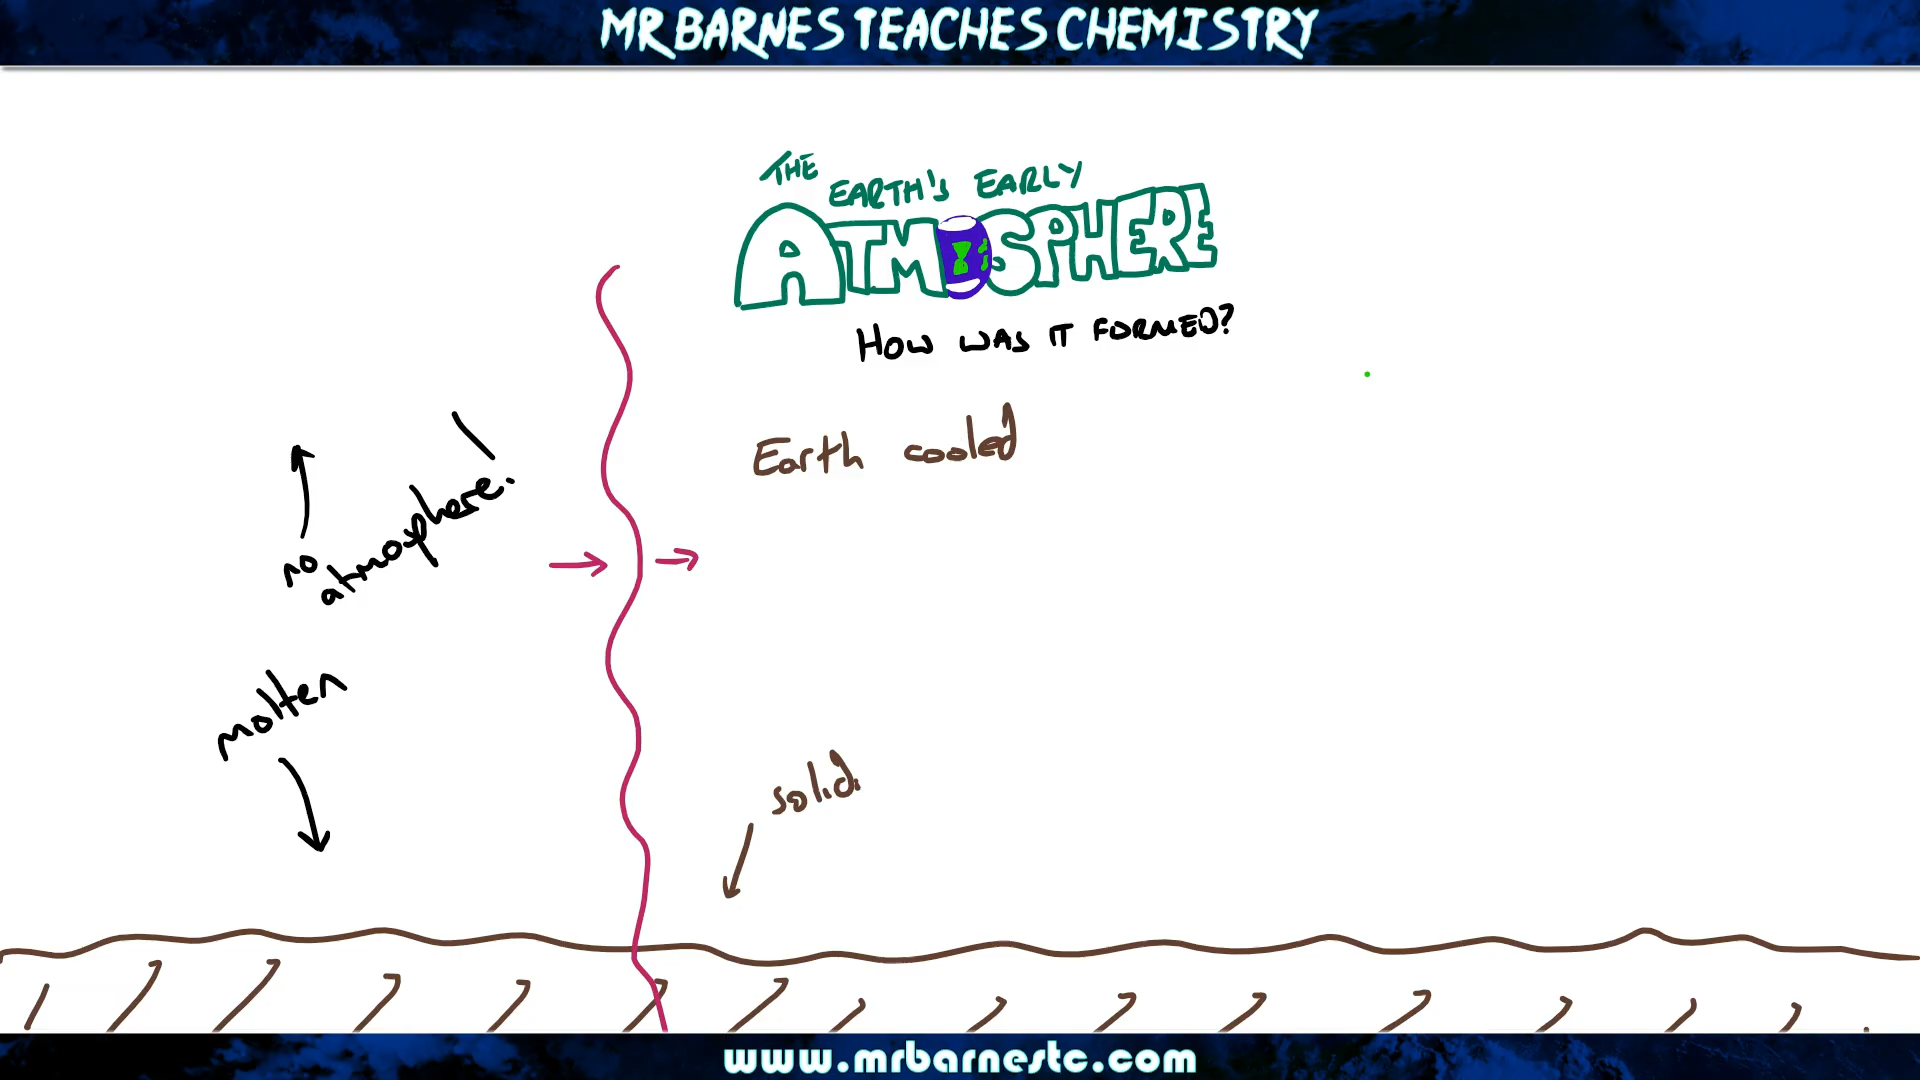 MR BARNES TEACHES CHEMISTRY
THE
EARTH'S EARLY
ATMOSPHERE
HOW WAS IT FORMED?
Earth cooled
no
atmosphere.
molten
solid.
www.mrbarnestc.com